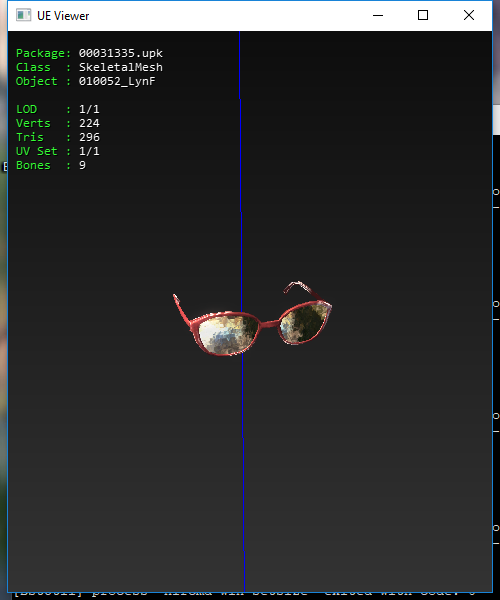 UE Viewer
Package: 00031335.upk
Class  : SkeletalMesh
Object : 010052_LynF
LOD    : 1/1
Verts  : 224
Tris   : 296
UV Set : 1/1
Bones  : 9